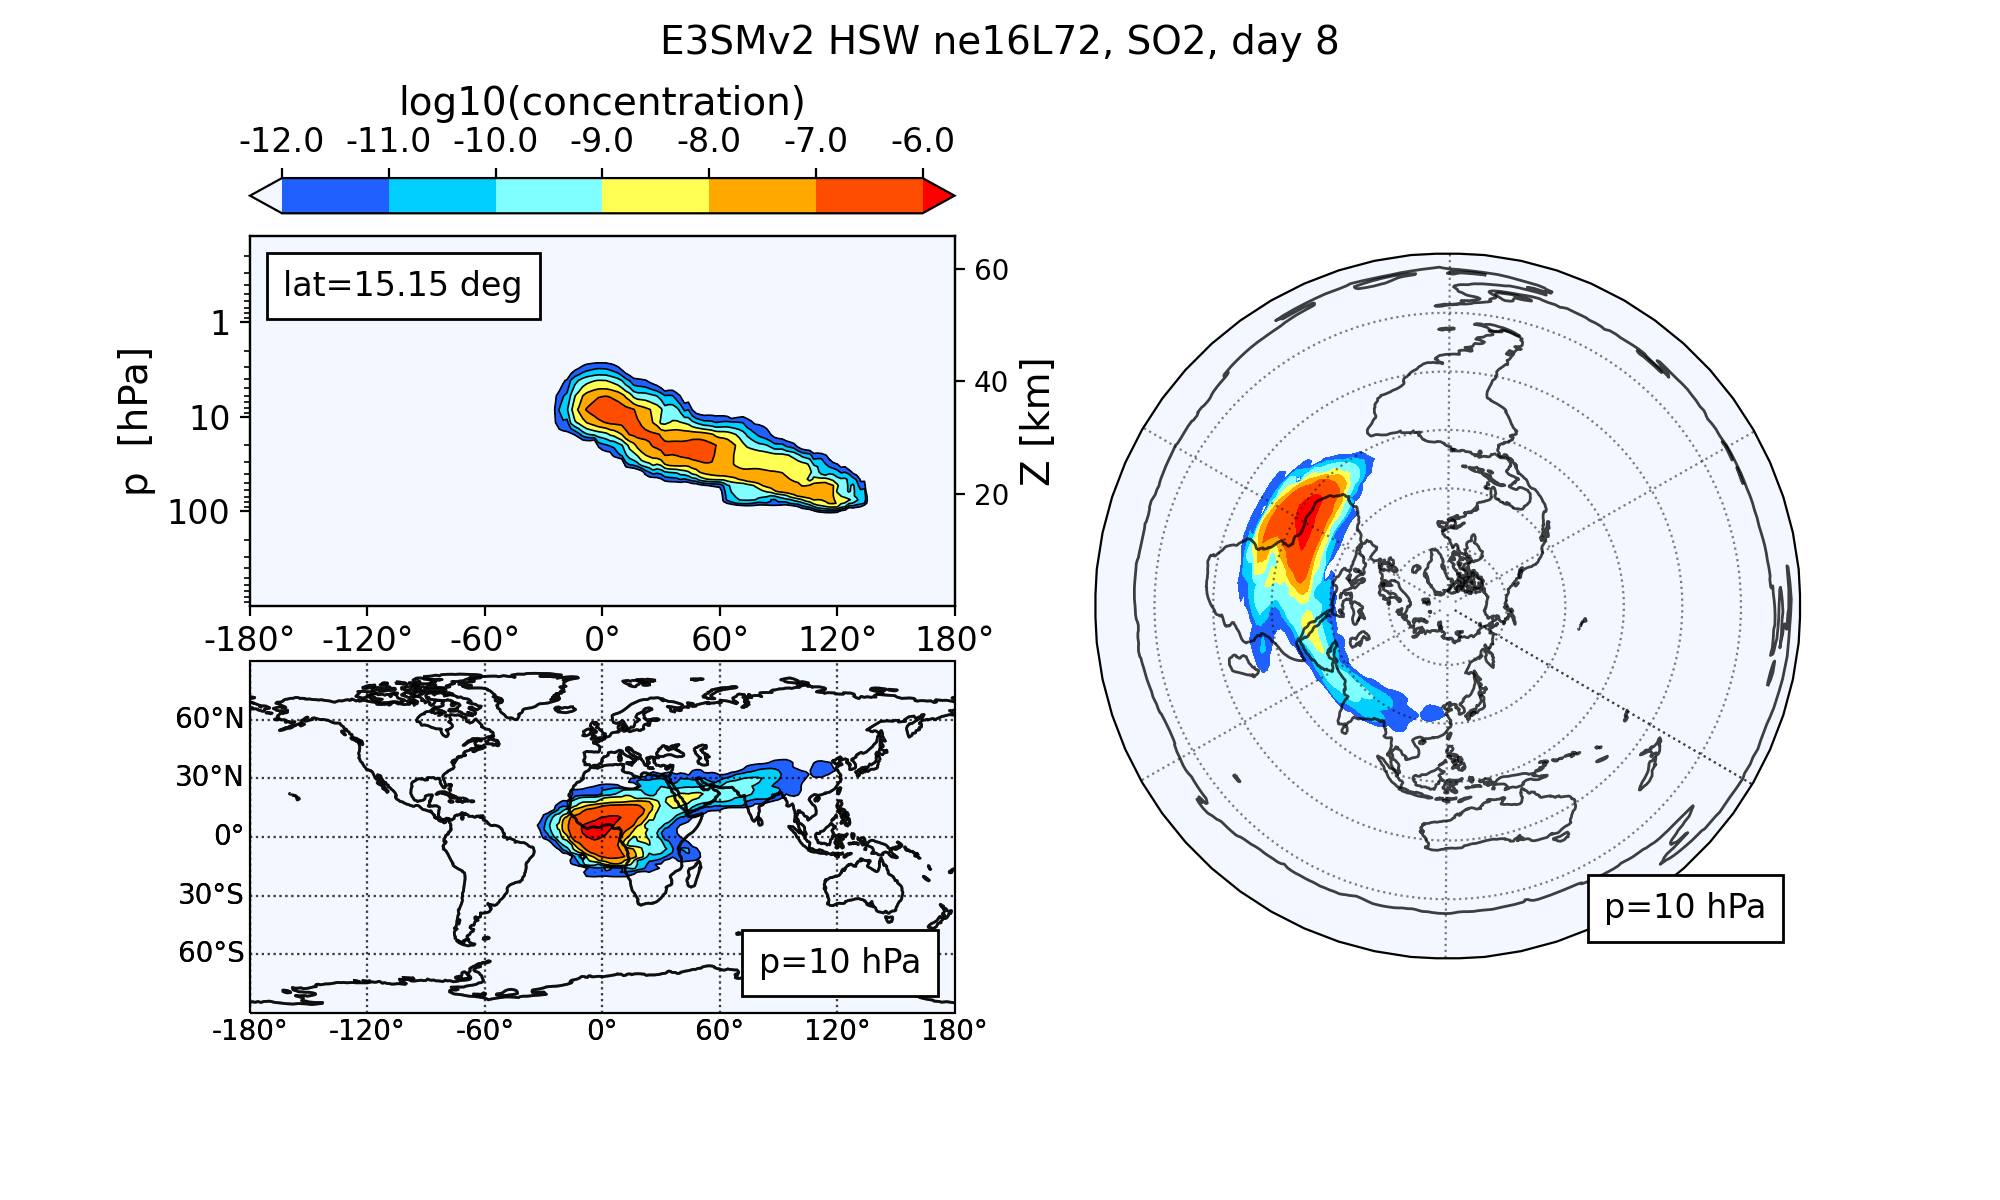 E3SMv2 HSW ne16L72, SO2, day 8
log10(concentration)
-12.0 -11.0 -10.0 -9.0 -8.0 -7.0 -6.0
lat=15.15 deg
p [hPa]
1
10
100
60
40
20
Z [km]
-180° -120° -60° 0° 60° 120° 180°
60°N
30°N
0°
30°S
60°S
p=10 hPa
-180° -120° -60° 0° 60° 120° 180°
p=10 hPa